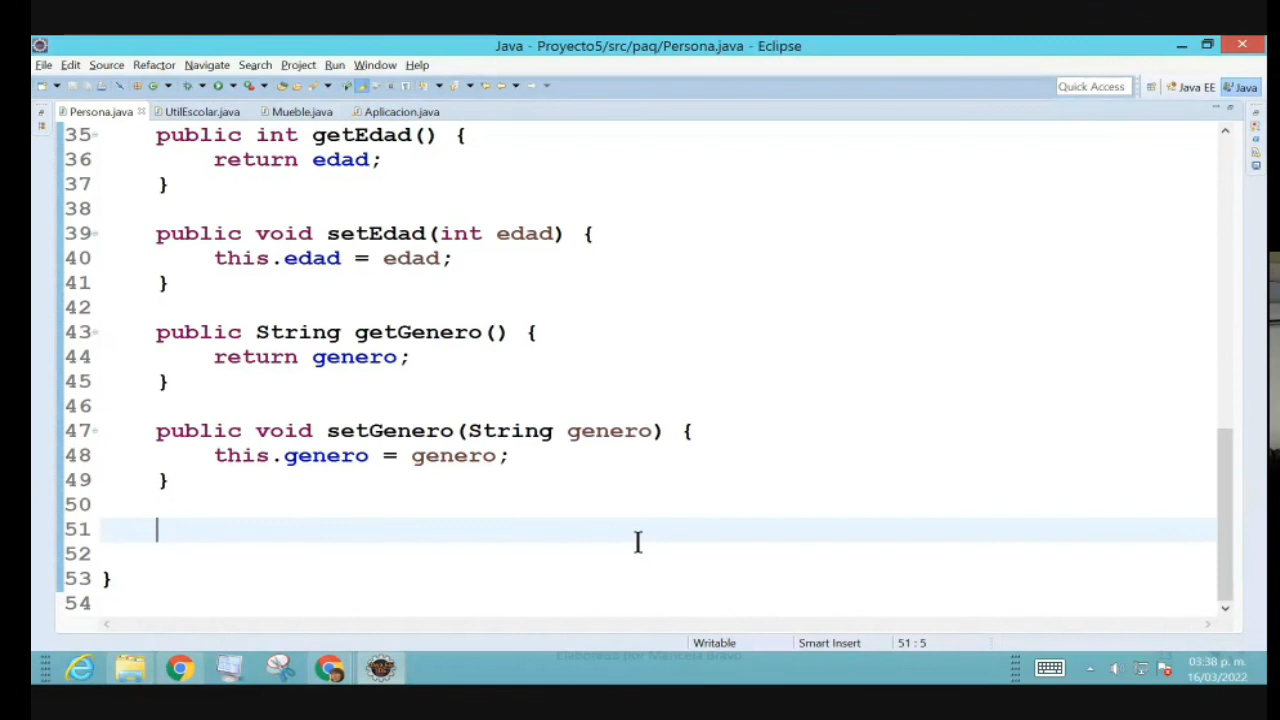 Java - Proyecto5/src/paq/Persona.java - Eclipse
File Edit Source Refactor Navigate Search Project Run Window Help
Quick Access Java EE Java
Persona.java UtilEscolar.java Mueble.java Aplicacion.java
35 public int getEdad() {
36 return edad;
37 }
38
39 public void setEdad(int edad) {
40 this.edad = edad;
41 }
42
43 public String getGenero() {
44 return genero;
45 }
46
47 public void setGenero(String genero) {
48 this.genero = genero;
49 }
50
51
52
53 }
54
Writable Smart Insert 51 : 5
Elaborado por Maricela Bravo
03:38 p. m.
16/03/2022